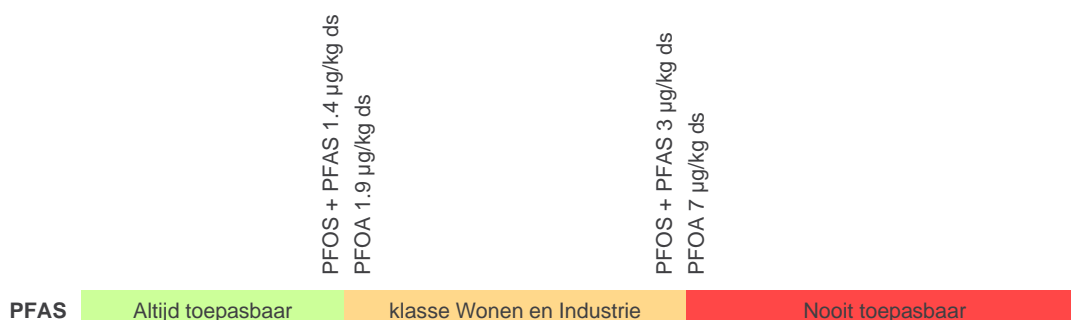 PFOS + PFAS 1.4 µg/kg ds
PFOA 1.9 µg/kg ds
PFOS + PFAS 3 µg/kg ds
PFOA 7 µg/kg ds
PFAS Altijd toepasbaar klasse Wonen en Industrie Nooit toepasbaar